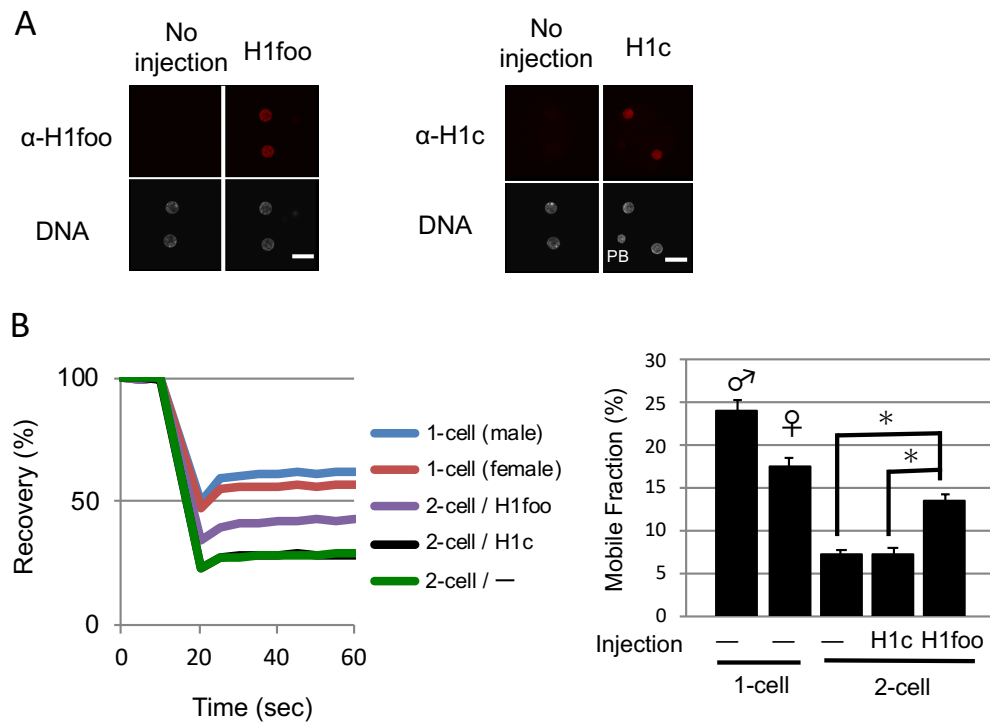 A
No injection
H1foo
α-H1foo
DNA
No injection
H1c
α-H1c
DNA
PB
B
Recovery (%)
100
50
0
0 20 40 60
Time (sec)
1-cell (male)
1-cell (female)
2-cell / H1foo
2-cell / H1c
2-cell / —
Mobile Fraction (%)
30
25
20
15
10
5
0
♂
♀
*
*
Injection — — — H1c H1foo
1-cell 2-cell